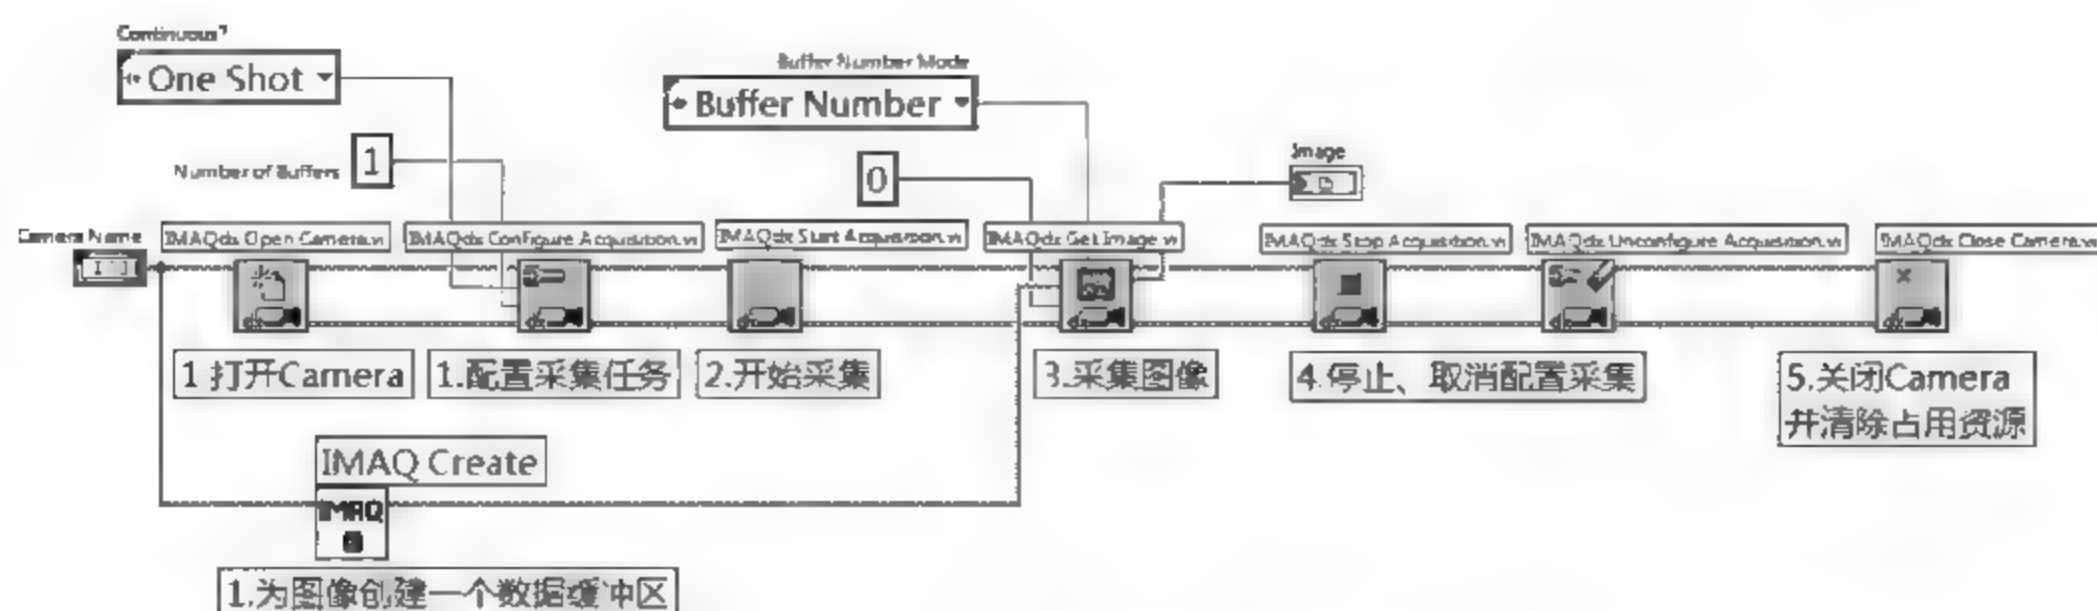 Continuous?
One Shot
Buffer Number Mode
Buffer Number
Number of Buffers
1
0
Image
Camera Name
IMAQdx Open Camera.vi
IMAQdx Configure Acquisition.vi
IMAQdx Start Acquisition.vi
IMAQdx Get Image.vi
IMAQdx Stop Acquisition.vi
IMAQdx Unconfigure Acquisition.vi
IMAQdx Close Camera.vi
1 打开Camera
1.配置采集任务
2.开始采集
3.采集图像
4.停止、取消配置采集
5.关闭Camera
并清除占用资源
IMAQ Create
IMAQ
1.为图像创建一个数据缓冲区